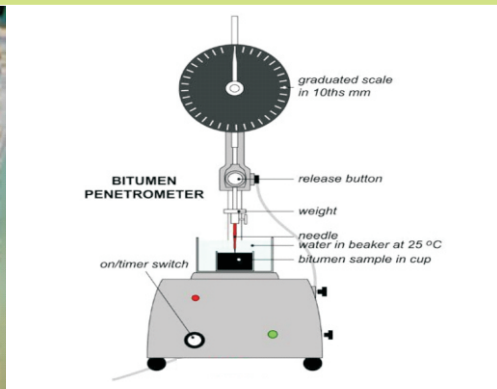 graduated scale
in 10ths mm
BITUMEN
PENETROMETER
release button
weight
needle
water in beaker at 25 ºC
bitumen sample in cup
on/timer switch